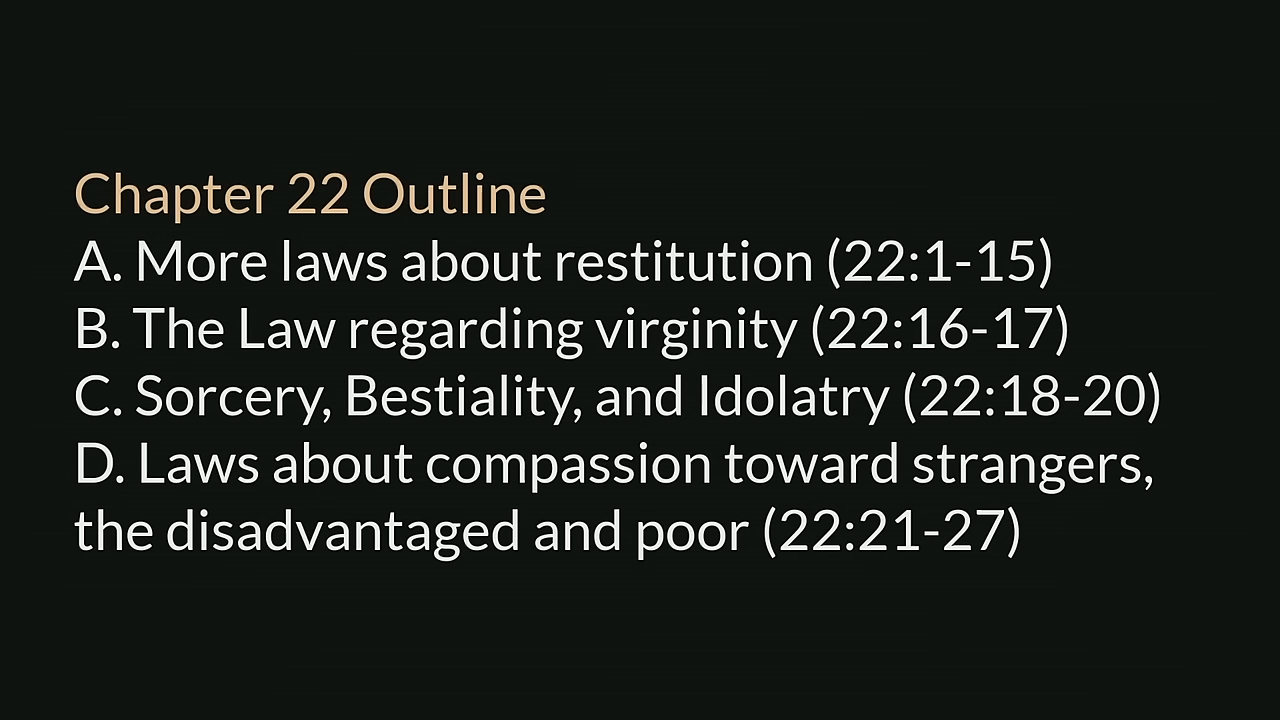 Chapter 22 Outline
A. More laws about restitution (22:1-15)
B. The Law regarding virginity (22:16-17)
C. Sorcery, Bestiality, and Idolatry (22:18-20)
D. Laws about compassion toward strangers,
the disadvantaged and poor (22:21-27)